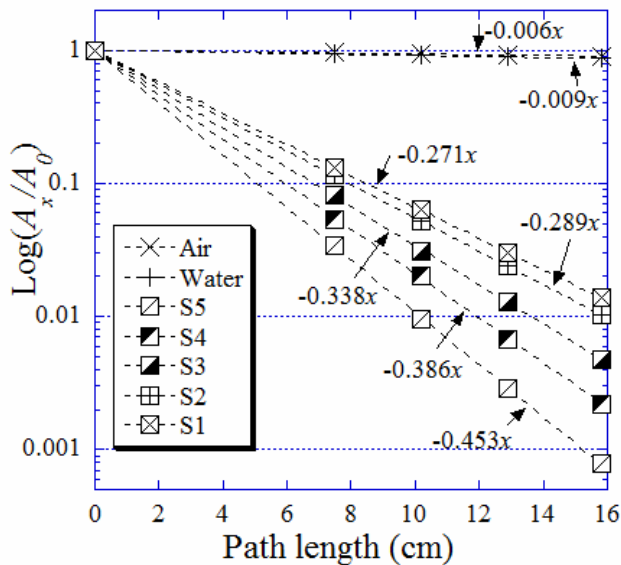 Log(A_x/A_0)
1
0.1
0.01
0.001
-0.006x
-0.009x
-0.271x
-0.289x
-0.338x
-0.386x
-0.453x
Air
Water
S5
S4
S3
S2
S1
0 2 4 6 8 10 12 14 16
Path length (cm)